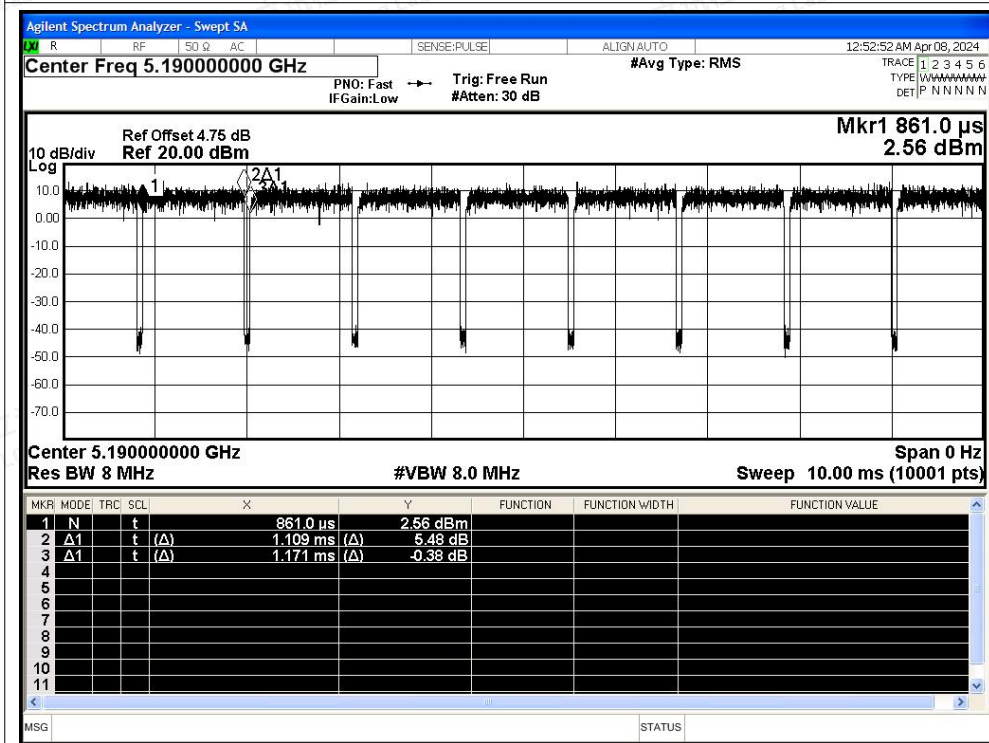 Agilent Spectrum Analyzer - Swept SA
LXI R RF 50 Ω AC SENSE:PULSE ALIGN AUTO 12:52:52 AM Apr 08, 2024
Center Freq 5.190000000 GHz #Avg Type: RMS TRACE 1 2 3 4 5 6
PNO: Fast Trig: Free Run TYPE WWWWWW
IFGain:Low #Atten: 30 dB DET P N N N N N
Mkr1 861.0 µs
Ref Offset 4.75 dB
10 dB/div Ref 20.00 dBm 2.56 dBm
Log
1 2Δ1
3Δ1
10.0
0.00
-10.0
-20.0
-30.0
-40.0
-50.0
-60.0
-70.0
Center 5.190000000 GHz Span 0 Hz
Res BW 8 MHz #VBW 8.0 MHz Sweep 10.00 ms (10001 pts)
MKR MODE TRC SCL X Y FUNCTION FUNCTION WIDTH FUNCTION VALUE
1 N t 861.0 µs 2.56 dBm
2 Δ1 t (Δ) 1.109 ms (Δ) 5.48 dB
3 Δ1 t (Δ) 1.171 ms (Δ) -0.38 dB
4
5
6
7
8
9
10
11
MSG STATUS